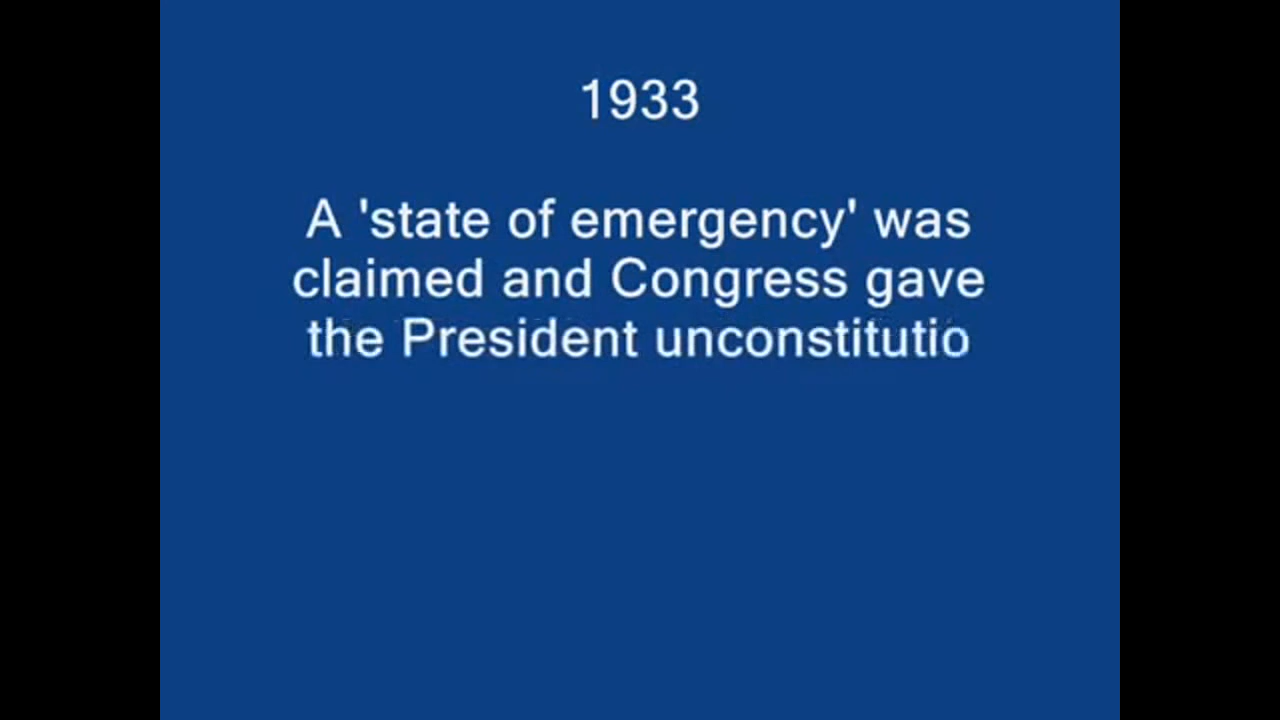 1933
A 'state of emergency' was
claimed and Congress gave
the President unconstitutio